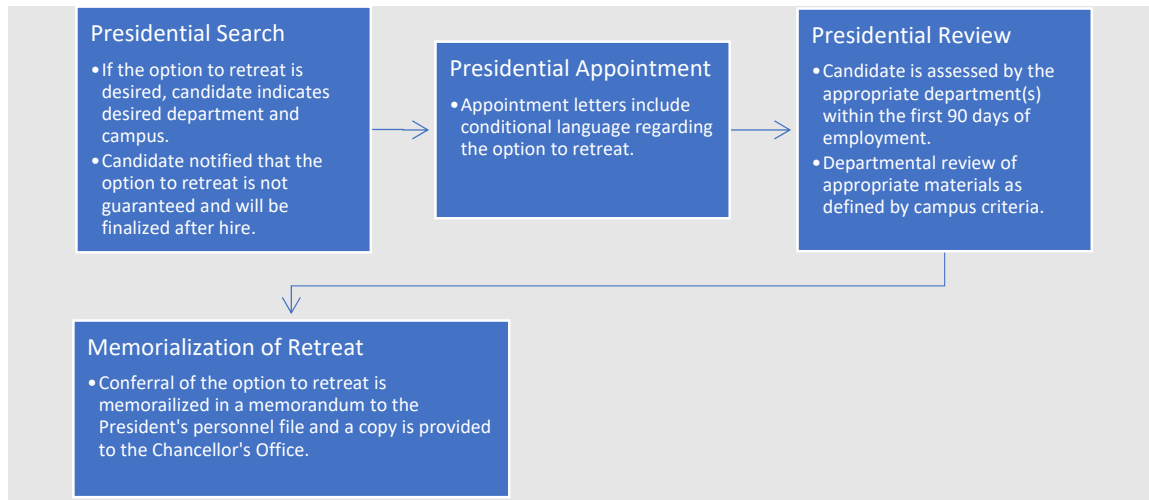 Presidential Search
•If the option to retreat is
desired, candidate indicates
desired department and
campus.
•Candidate notified that the
option to retreat is not
guaranteed and will be
finalized after hire.
Presidential Appointment
•Appointment letters include
conditional language regarding
the option to retreat.
Presidential Review
•Candidate is assessed by the
appropriate department(s)
within the first 90 days of
employment.
•Departmental review of
appropriate materials as
defined by campus criteria.
Memorialization of Retreat
•Conferral of the option to retreat is
memorailized in a memorandum to the
President's personnel file and a copy is provided
to the Chancellor's Office.